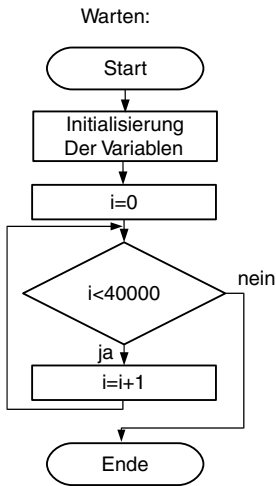 Warten:
Start
Initialisierung
Der Variablen
i=0
i<40000
nein
ja
i=i+1
Ende